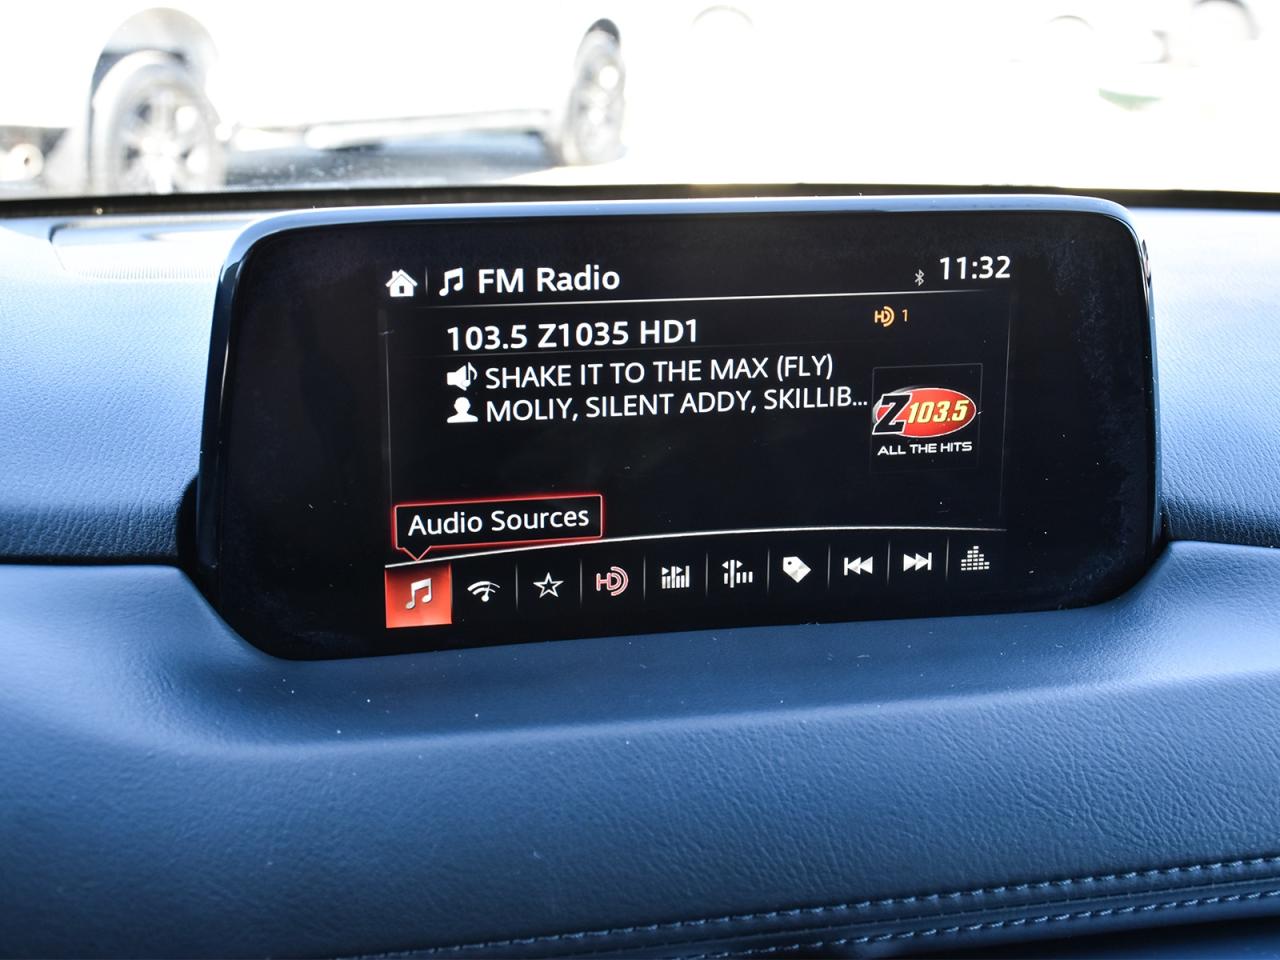 FM Radio
11:32
103.5 Z1035 HD1
HD 1
SHAKE IT TO THE MAX (FLY)
MOLIY, SILENT ADDY, SKILLIB...
Z103.5
ALL THE HITS
Audio Sources
HD